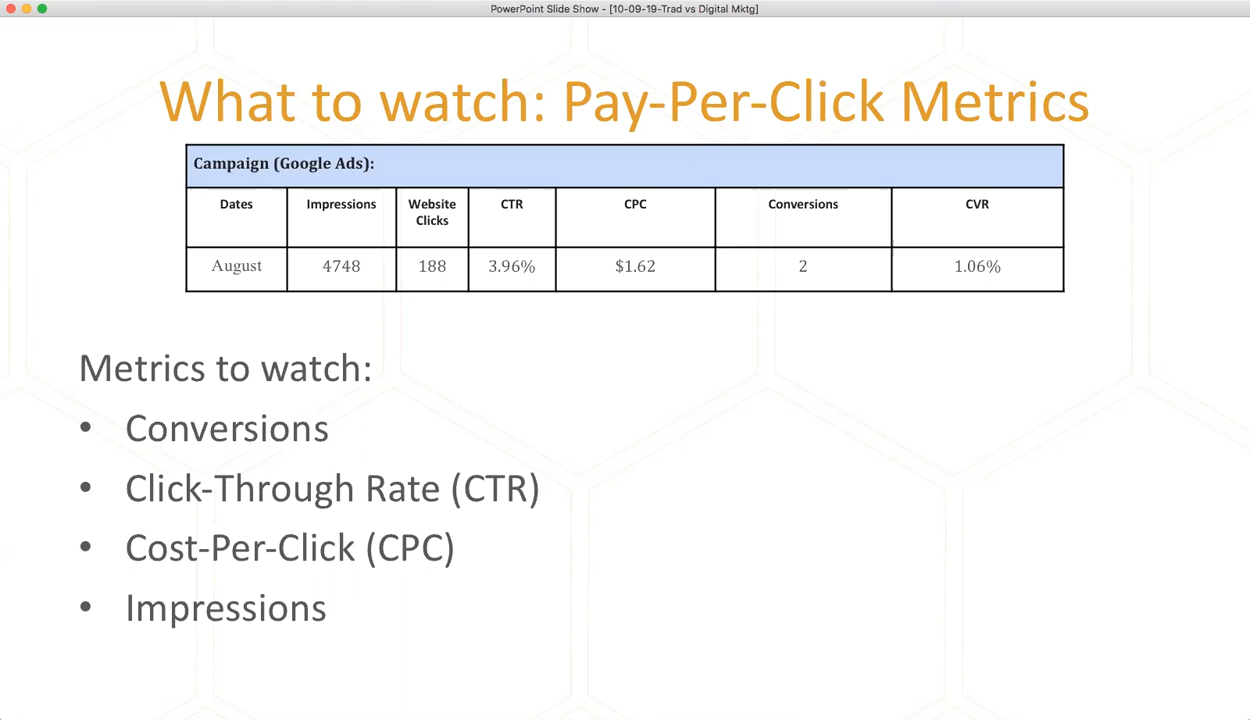 PowerPoint Slide Show - [10-09-19-Trad vs Digital Mktg]
What to watch: Pay-Per-Click Metrics
Campaign (Google Ads):
Dates Impressions Website Clicks CTR CPC Conversions CVR
August 4748 188 3.96% $1.62 2 1.06%
Metrics to watch:
• Conversions
• Click-Through Rate (CTR)
• Cost-Per-Click (CPC)
• Impressions